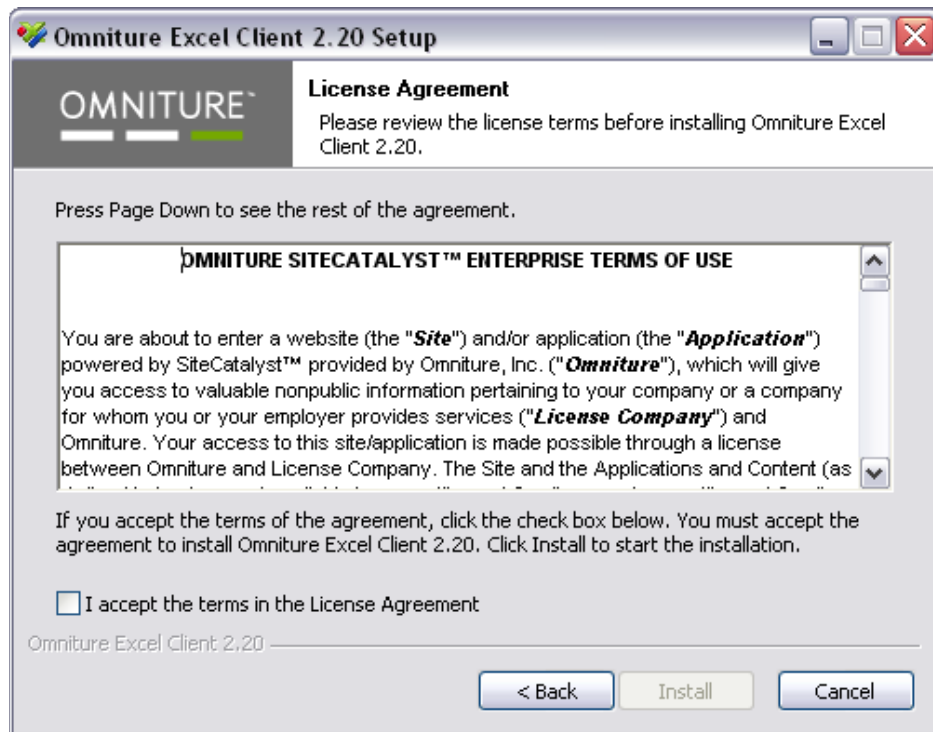 Omniture Excel Client 2.20 Setup
OMNITURE™
License Agreement
Please review the license terms before installing Omniture Excel
Client 2.20.
Press Page Down to see the rest of the agreement.
OMNITURE SITECATALYST™ ENTERPRISE TERMS OF USE
You are about to enter a website (the "Site") and/or application (the "Application")
powered by SiteCatalyst™ provided by Omniture, Inc. ("Omniture"), which will give
you access to valuable nonpublic information pertaining to your company or a company
for whom you or your employer provides services ("License Company") and
Omniture. Your access to this site/application is made possible through a license
between Omniture and License Company. The Site and the Applications and Content (as
If you accept the terms of the agreement, click the check box below. You must accept the
agreement to install Omniture Excel Client 2.20. Click Install to start the installation.
I accept the terms in the License Agreement
Omniture Excel Client 2.20
< Back
Install
Cancel